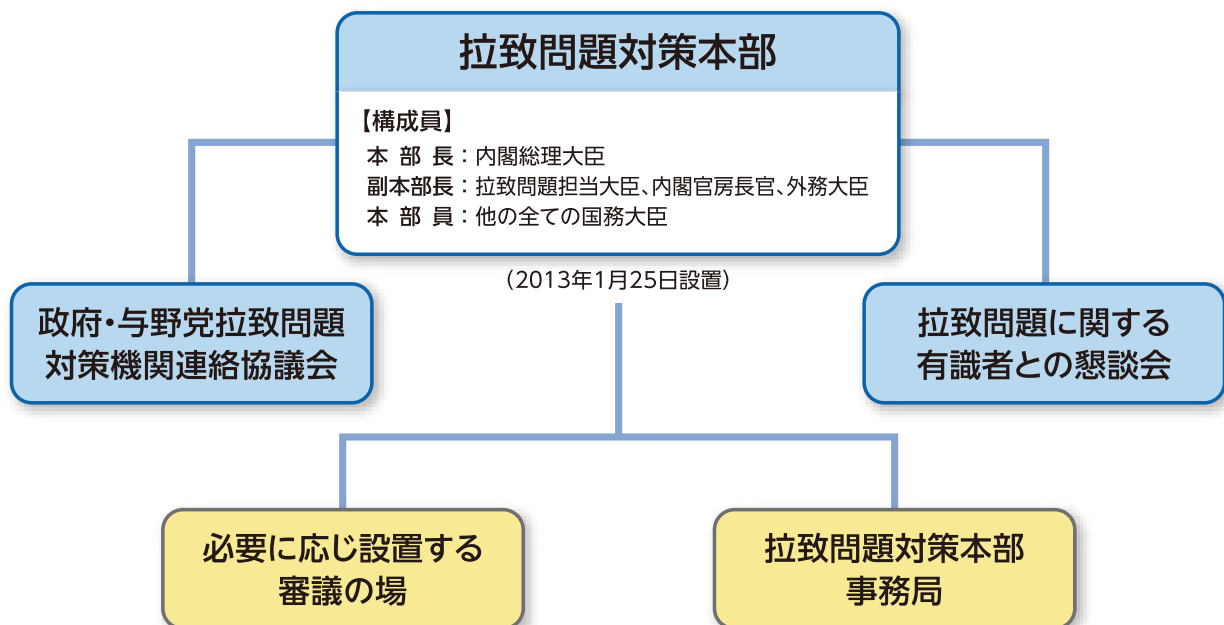 拉致問題対策本部
【構成員】
本部長：内閣総理大臣
副本部長：拉致問題担当大臣、内閣官房長官、外務大臣
本部員：他の全ての国務大臣
（2013年1月25日設置）
政府・与野党拉致問題
対策機関連絡協議会
拉致問題に関する
有識者との懇談会
必要に応じ設置する
審議の場
拉致問題対策本部
事務局